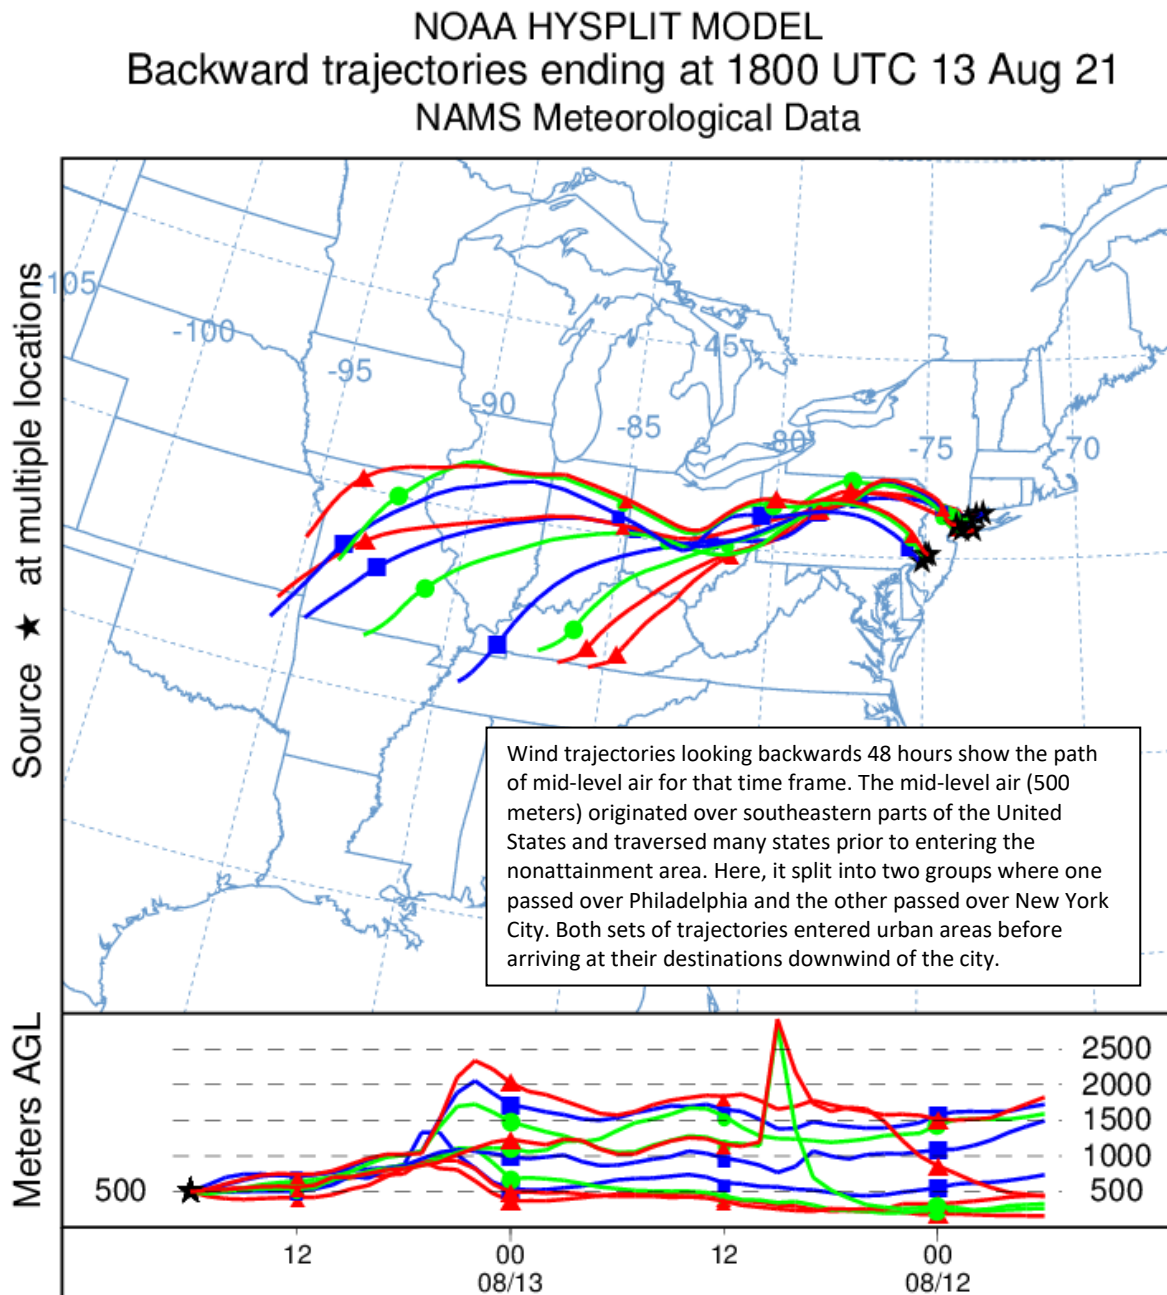 NOAA HYSPLIT MODEL
Backward trajectories ending at 1800 UTC 13 Aug 21
NAMS Meteorological Data
Source ★ at multiple locations
105
-100
-95
-90
-85
45
-80
-75
-70
Wind trajectories looking backwards 48 hours show the path
of mid-level air for that time frame. The mid-level air (500
meters) originated over southeastern parts of the United
States and traversed many states prior to entering the
nonattainment area. Here, it split into two groups where one
passed over Philadelphia and the other passed over New York
City. Both sets of trajectories entered urban areas before
arriving at their destinations downwind of the city.
Meters AGL
2500
2000
1500
1000
500
500
12
00
12
00
08/13
08/12